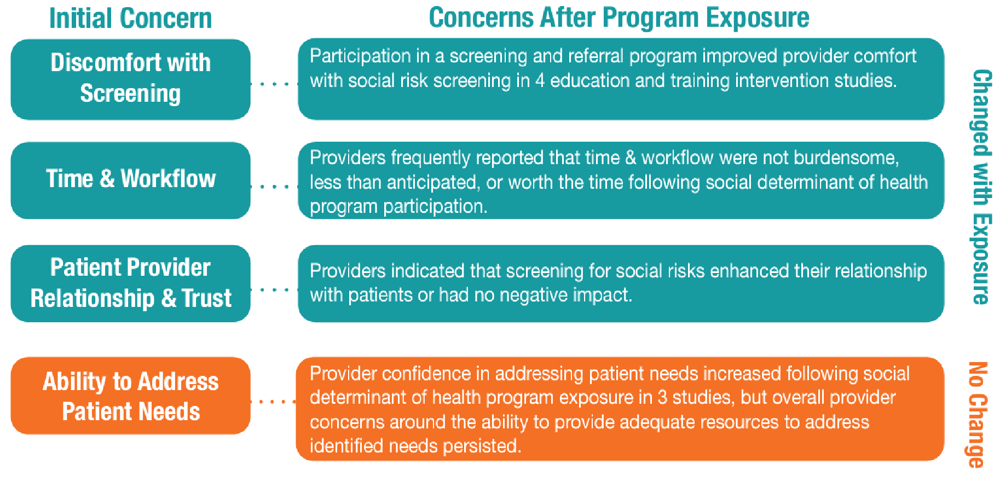 Initial Concern
Concerns After Program Exposure
Discomfort with
Screening
Participation in a screening and referral program improved provider comfort
with social risk screening in 4 education and training intervention studies.
Time & Workflow
Providers frequently reported that time & workflow were not burdensome,
less than anticipated, or worth the time following social determinant of health
program participation.
Patient Provider
Relationship & Trust
Providers indicated that screening for social risks enhanced their relationship
with patients or had no negative impact.
Changed with Exposure
Ability to Address
Patient Needs
Provider confidence in addressing patient needs increased following social
determinant of health program exposure in 3 studies, but overall provider
concerns around the ability to provide adequate resources to address
identified needs persisted.
No Change